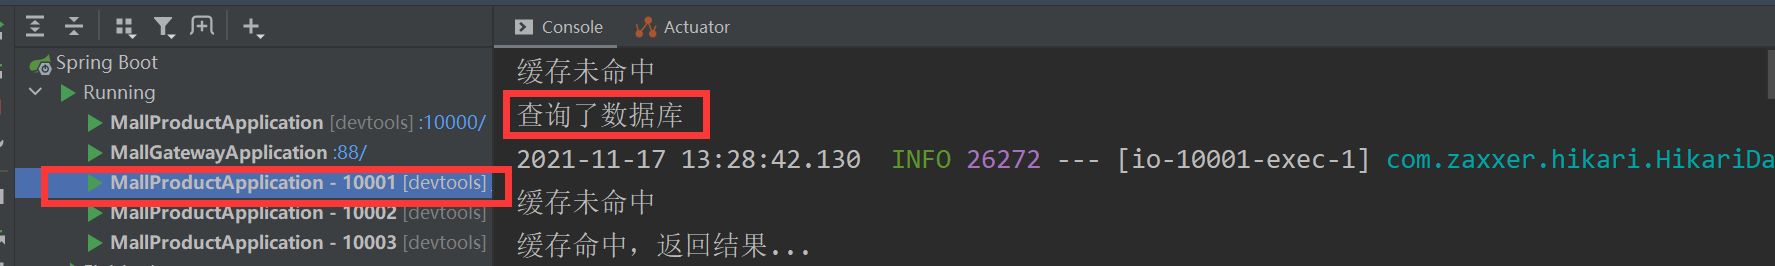 Console Actuator
Spring Boot
Running
MallProductApplication [devtools] :10000/
MallGatewayApplication :88/
MallProductApplication - 10001 [devtools]
MallProductApplication - 10002 [devtools]
MallProductApplication - 10003 [devtools]
缓存未命中
查询了数据库
2021-11-17 13:28:42.130 INFO 26272 --- [io-10001-exec-1] com.zaxxer.hikari.HikariDa
缓存未命中
缓存命中，返回结果...